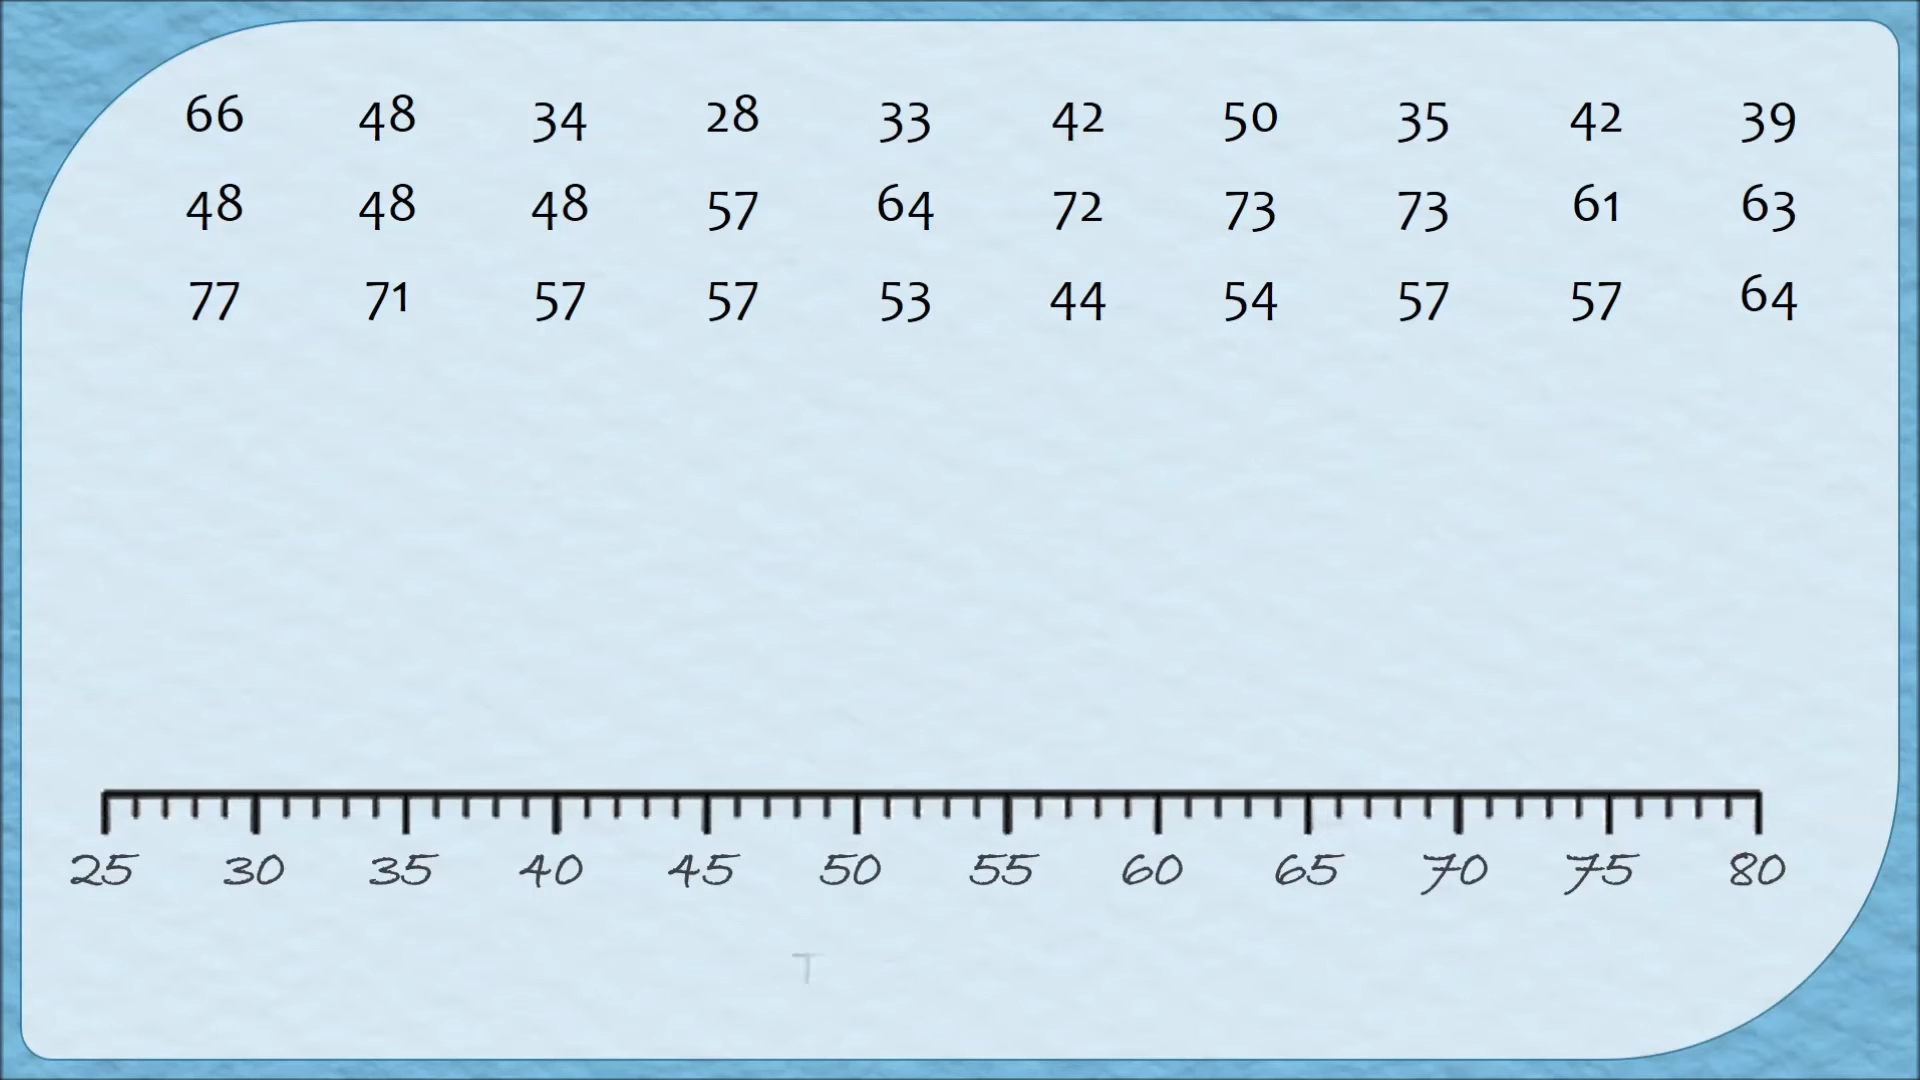 66 48 34 28 33 42 50 35 42 39
48 48 48 57 64 72 73 73 61 63
77 71 57 57 53 44 54 57 57 64
25 30 35 40 45 50 55 60 65 70 75 80
T